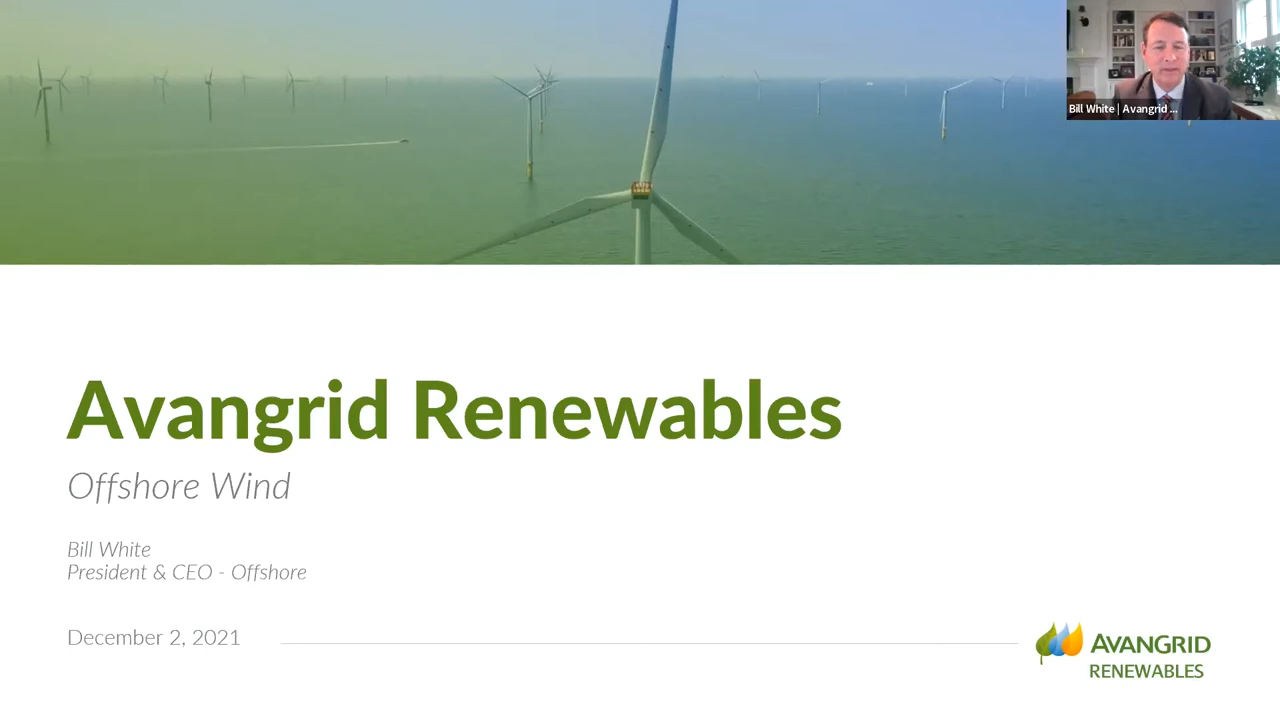 Bill White | Avangrid ...
Avangrid Renewables
Offshore Wind
Bill White
President & CEO - Offshore
December 2, 2021
AVANGRID
RENEWABLES